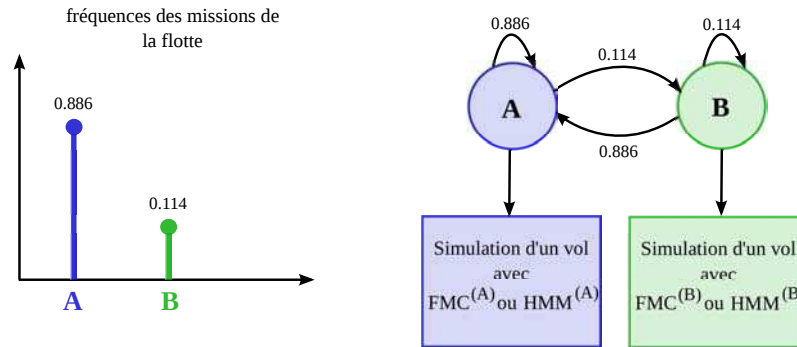 fréquences des missions de
la flotte
0.886
0.114
A
B
0.886
0.114
0.114
A
B
0.886
Simulation d'un vol
avec
FMC(A) ou HMM(A)
Simulation d'un vol
avec
FMC(B) ou HMM(B